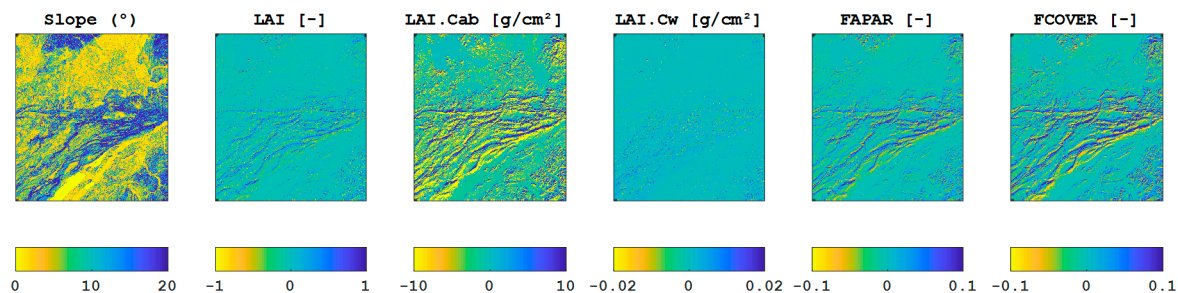 Slope (°) LAI [-] LAI.Cab [g/cm²] LAI.Cw [g/cm²] FAPAR [-] FCOVER [-]
0 10 20 -1 0 1 -10 0 10 -0.02 0 0.02 -0.1 0 0.1 -0.1 0 0.1